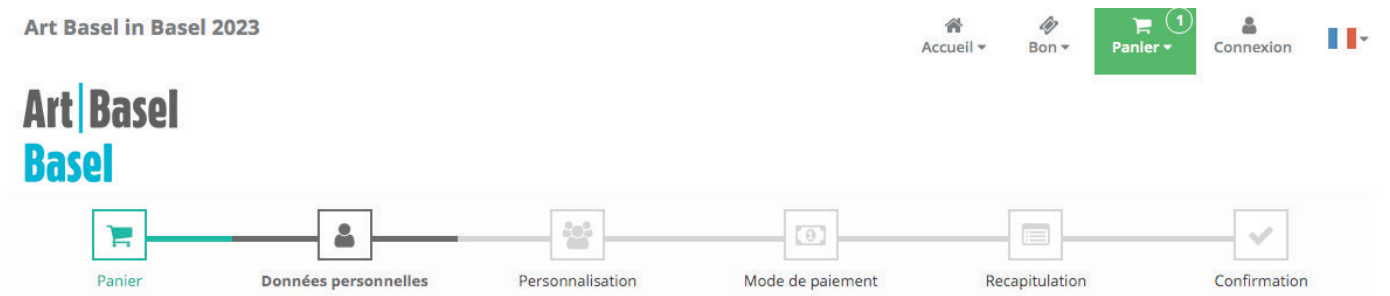 Art Basel in Basel 2023
1
Accueil Bon Panier Connexion
Art Basel
Basel
Panier Données personnelles Personnalisation Mode de paiement Recapitulation Confirmation